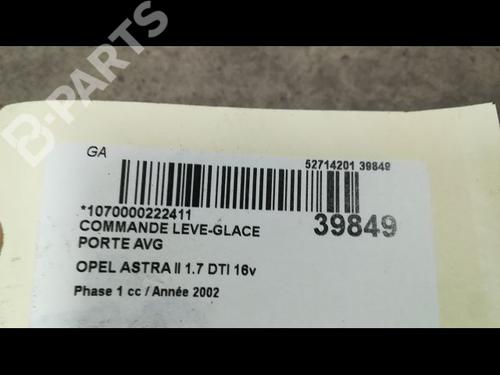 B-PARTS
GA
52714201 39849
*1070000222411
39849
COMMANDE LEVE-GLACE
PORTE AVG
OPEL ASTRA II 1.7 DTI 16v
Phase 1 cc / Année 2002